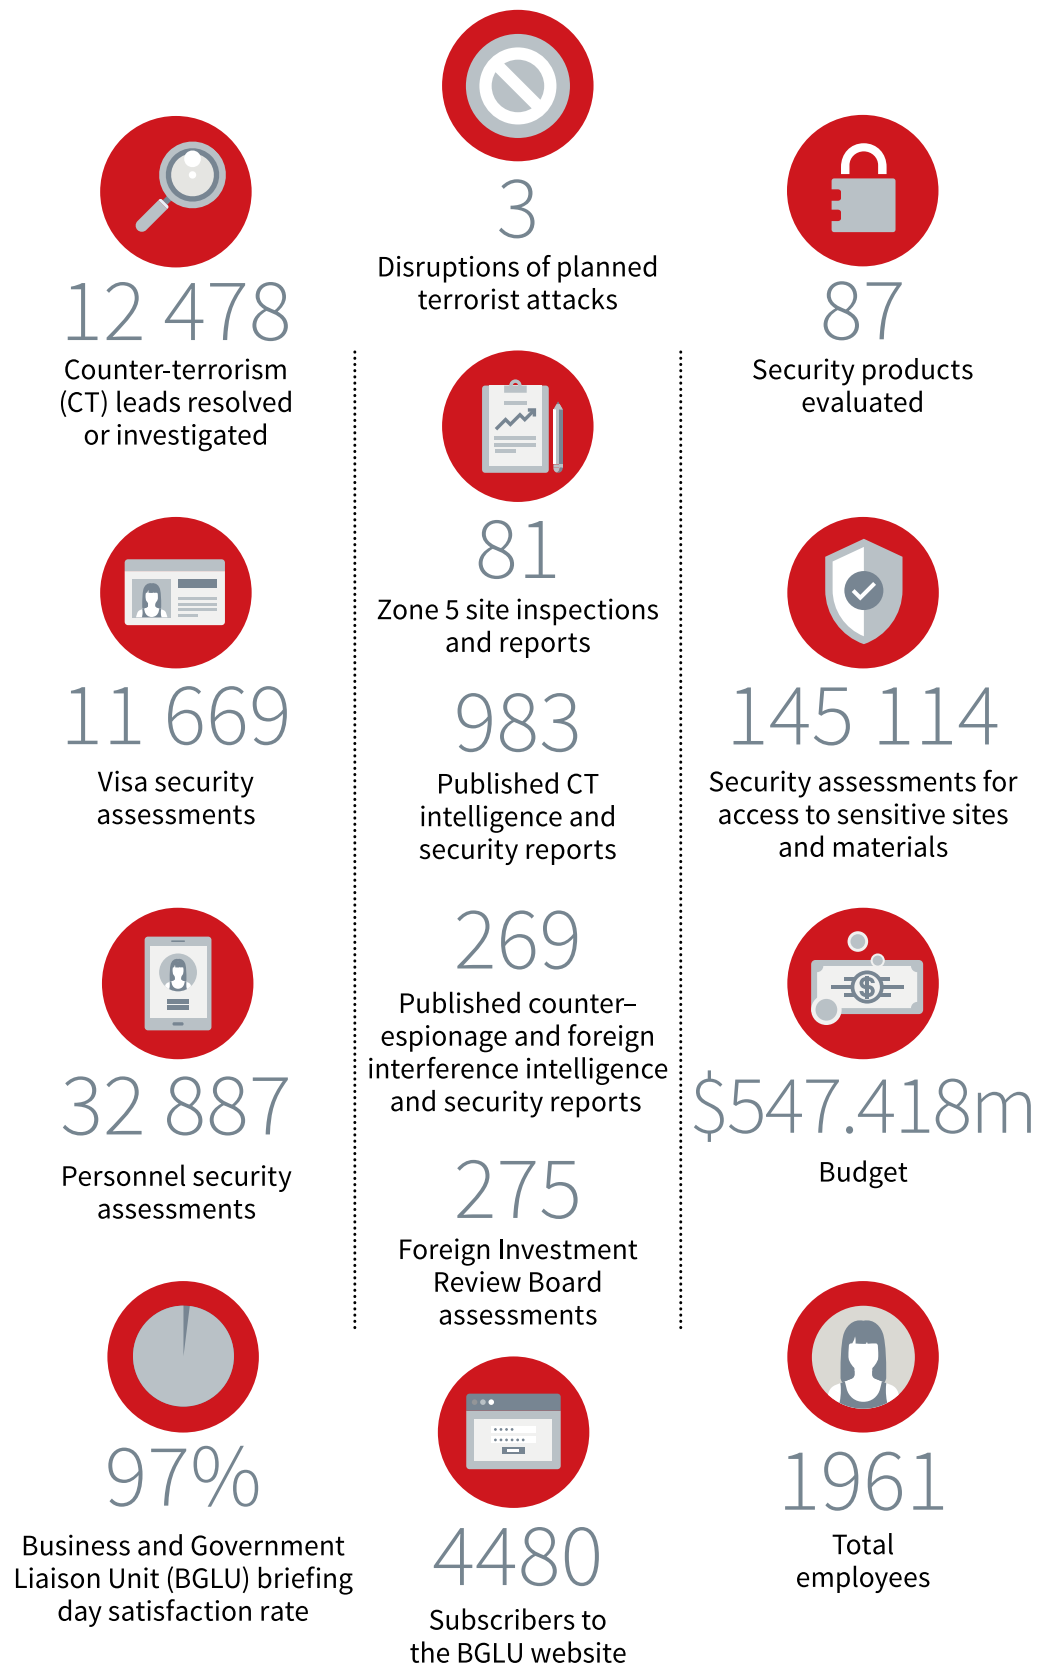 3
Disruptions of planned
terrorist attacks
12 478
Counter-terrorism
(CT) leads resolved
or investigated
87
Security products
evaluated
81
Zone 5 site inspections
and reports
11 669
Visa security
assessments
983
Published CT
intelligence and
security reports
145 114
Security assessments for
access to sensitive sites
and materials
269
Published counter–
espionage and foreign
interference intelligence
and security reports
32 887
Personnel security
assessments
$547.418m
Budget
275
Foreign Investment
Review Board
assessments
97%
Business and Government
Liaison Unit (BGLU) briefing
day satisfaction rate
4480
Subscribers to
the BGLU website
1961
Total
employees